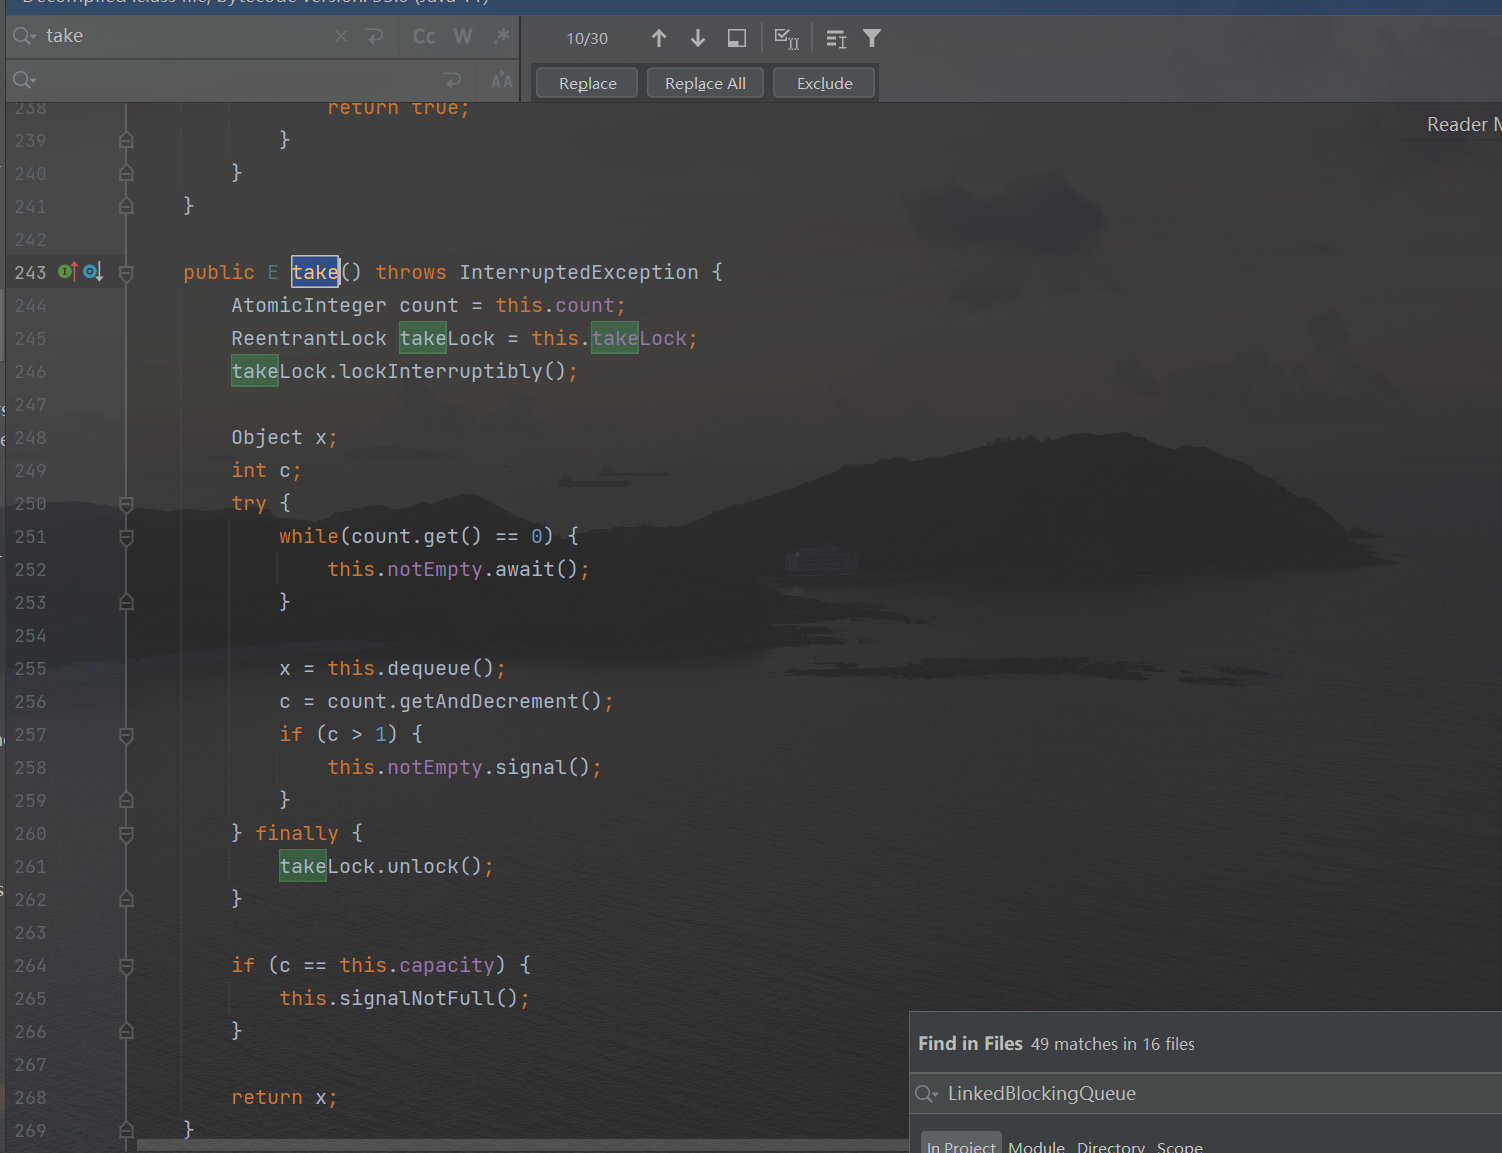 Decompiled .class file, bytecode version: 55.0 (Java 11)
take
Cc W .*
10/30
Replace
Replace All
Exclude
Reader M
238 return true;
239 }
240 }
241 }
242
243 public E take() throws InterruptedException {
244 AtomicInteger count = this.count;
245 ReentrantLock takeLock = this.takeLock;
246 takeLock.lockInterruptibly();
247
248 Object x;
249 int c;
250 try {
251 while(count.get() == 0) {
252 this.notEmpty.await();
253 }
254
255 x = this.dequeue();
256 c = count.getAndDecrement();
257 if (c > 1) {
258 this.notEmpty.signal();
259 }
260 } finally {
261 takeLock.unlock();
262 }
263
264 if (c == this.capacity) {
265 this.signalNotFull();
266 }
267
268 return x;
269 }
Find in Files 49 matches in 16 files
LinkedBlockingQueue
In Project Module Directory Scope